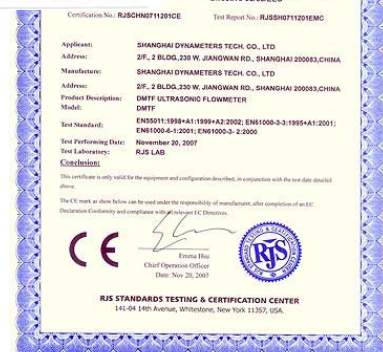 Certification No.: RJSCHN0711201CE Test Report No.: RJSSH0711201EMC
Applicant: SHANGHAI DYNAMETERS TECH. CO., LTD
Address: 2/F., 2 BLDG,230 W, JIANGWAN RD., SHANGHAI 200083,CHINA
Manufacture: SHANGHAI DYNAMETERS TECH. CO., LTD
Address: 2/F., 2 BLDG,230 W, JIANGWAN RD., SHANGHAI 200083,CHINA
Product Description: DMTF ULTRASONIC FLOWMETER
Model: DMTF
Test Standard: EN55011:1998+A1:1999+A2:2002; EN61000-3-3:1995+A1:2001;
EN61000-6-1:2001; EN61000-3- 2:2000
Test Performing Date: November 20, 2007
Test Laboratory: RJS LAB
Conclusion:
This certificate is only valid for the equipment and configuration described, in conjunction with the test date detailed
above.
The CE mark as show below can be used under the responsibility of manufacturer, after completion of an EC
Declaration Conformity and compliance with all relevant EC Directives.
CE
RJS
Emma Hsu
Chief Operation Officer
Date: Nov 20, 2007
RJS STANDARDS TESTING & CERTIFICATION CENTER
141-04 14th Avenue, Whitestone, New York 11357, USA.